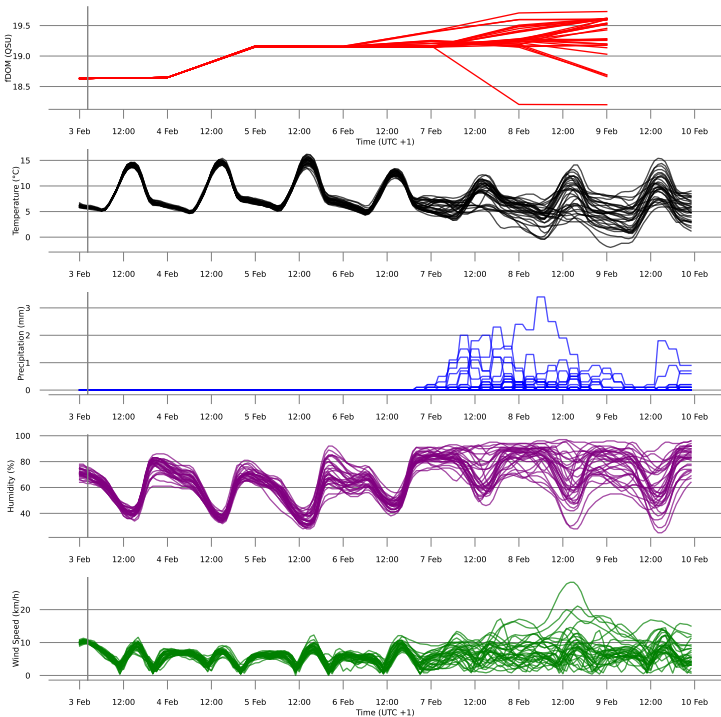 fDOM (QSU)
19.5
19.0
18.5
3 Feb 12:00 4 Feb 12:00 5 Feb 12:00 6 Feb 12:00 7 Feb 12:00 8 Feb 12:00 9 Feb 12:00 10 Feb
Time (UTC +1)
Temperature (°C)
15
10
5
0
3 Feb 12:00 4 Feb 12:00 5 Feb 12:00 6 Feb 12:00 7 Feb 12:00 8 Feb 12:00 9 Feb 12:00 10 Feb
Precipitation (mm)
3
2
1
0
3 Feb 12:00 4 Feb 12:00 5 Feb 12:00 6 Feb 12:00 7 Feb 12:00 8 Feb 12:00 9 Feb 12:00 10 Feb
Humidity (%)
100
80
60
40
3 Feb 12:00 4 Feb 12:00 5 Feb 12:00 6 Feb 12:00 7 Feb 12:00 8 Feb 12:00 9 Feb 12:00 10 Feb
Wind Speed (km/h)
20
10
0
3 Feb 12:00 4 Feb 12:00 5 Feb 12:00 6 Feb 12:00 7 Feb 12:00 8 Feb 12:00 9 Feb 12:00 10 Feb
Time (UTC +1)